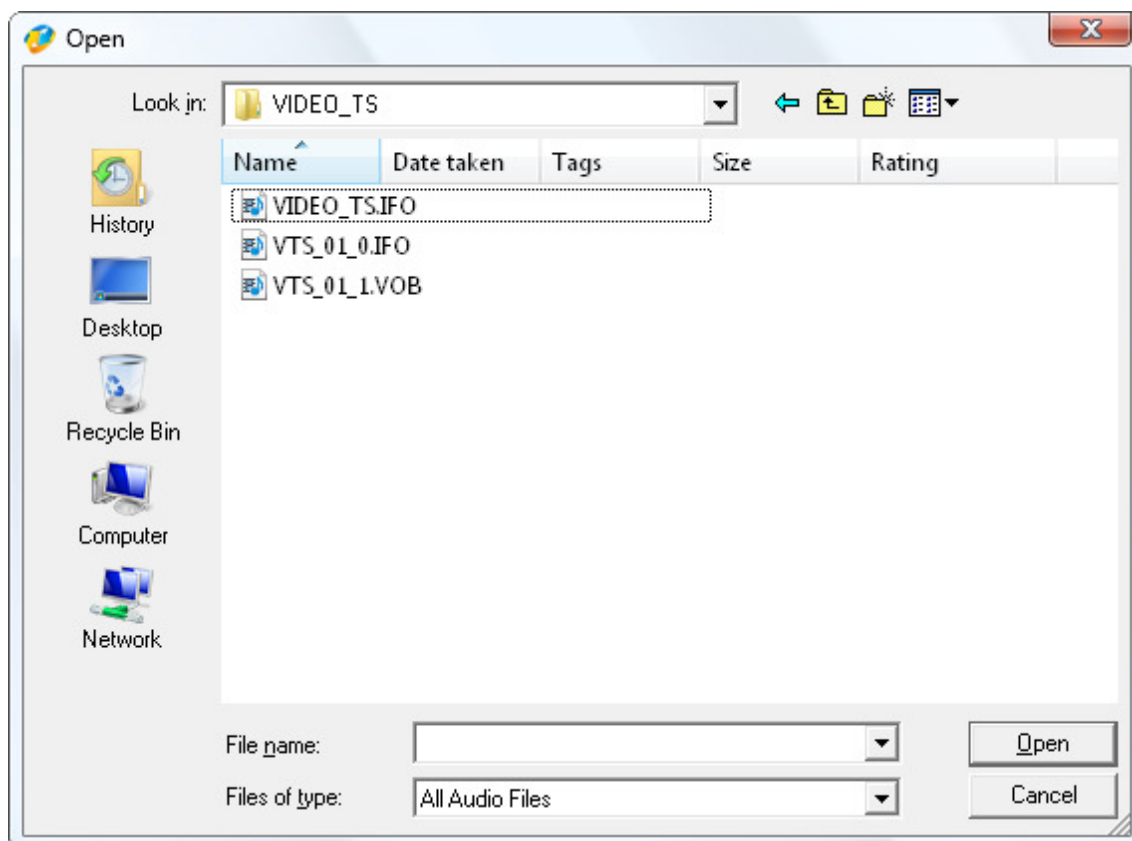 Open
X
Look in: VIDEO_TS
Name Date taken Tags Size Rating
VIDEO_TS.IFO
VTS_01_0.IFO
VTS_01_1.VOB
History
Desktop
Recycle Bin
Computer
Network
File name: Open
Files of type: All Audio Files Cancel